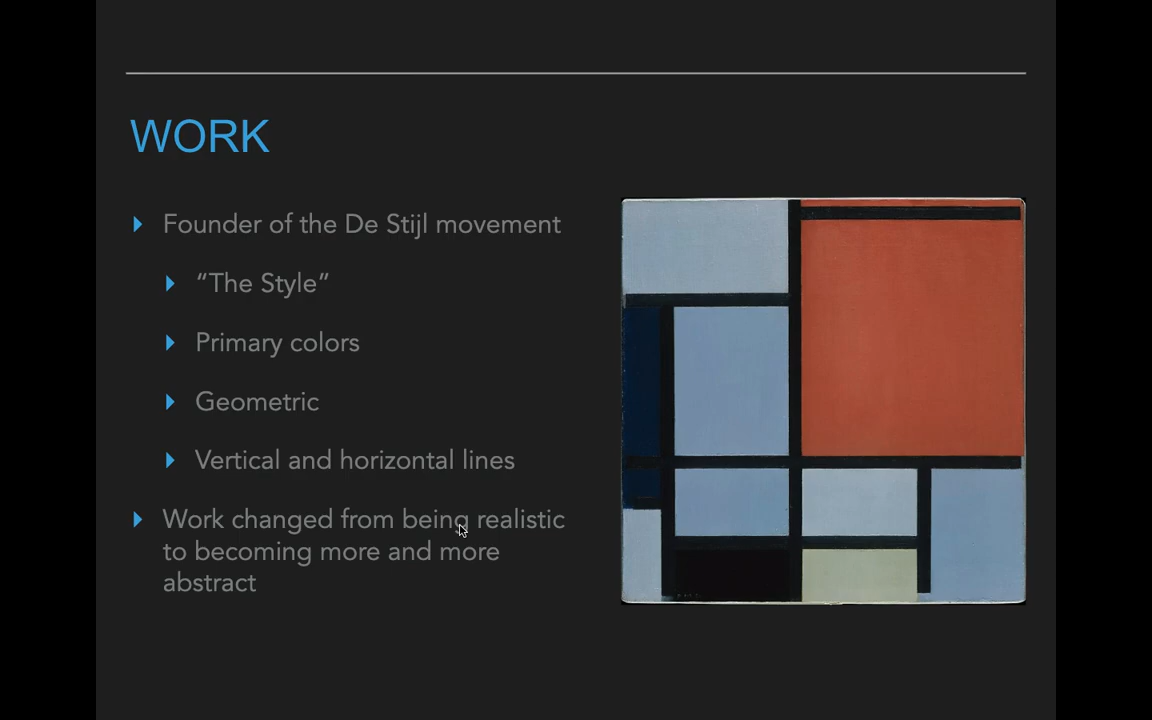 WORK
Founder of the De Stijl movement
“The Style”
Primary colors
Geometric
Vertical and horizontal lines
Work changed from being realistic
to becoming more and more
abstract